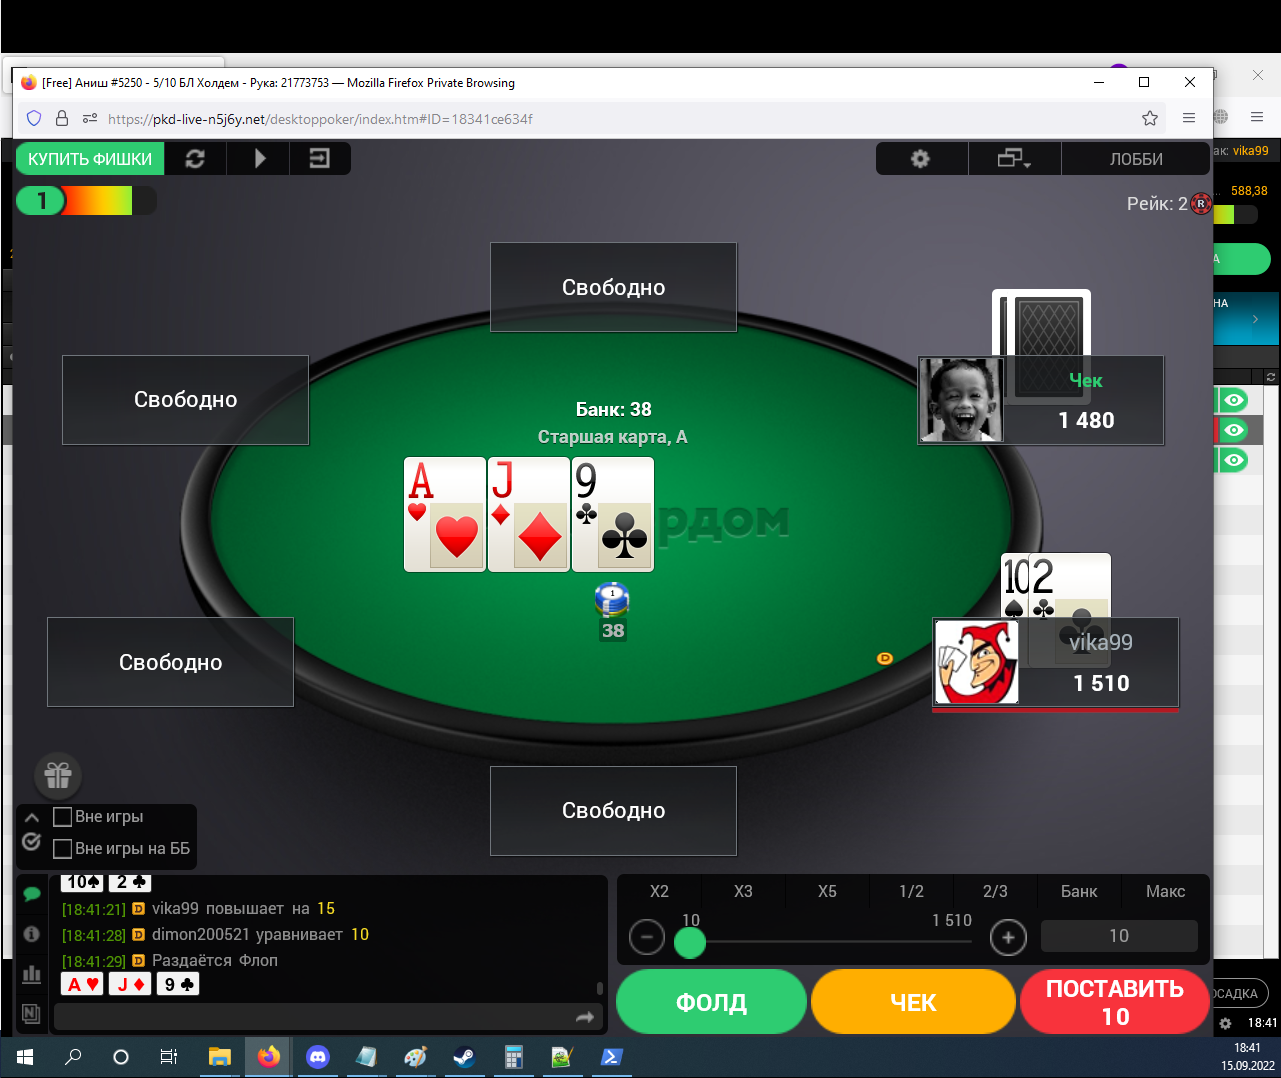 [Free] Аниш #5250 - 5/10 БЛ Холдем - Рука: 21773753 — Mozilla Firefox Private Browsing
https://pkd-live-n5j6y.net/desktoppoker/index.htm#ID=18341ce634f
КУПИТЬ ФИШКИ
ЛОББИ
ак: vika99
1
Рейк: 2 R
588,38
А
НА
Свободно
Свободно
Чек
1 480
Банк: 38
Старшая карта, А
A J 9
рдом
1
38
10 2
Свободно
vika99
1 510
D
Свободно
Вне игры
Вне игры на ББ
10♠ 2♣
[18:41:21] D vika99 повышает на 15
[18:41:28] D dimon200521 уравнивает 10
[18:41:29] D Раздаётся Флоп
A♥ J♦ 9♣
X2 X3 X5 1/2 2/3 Банк Макс
10 1 510
10
ФОЛД
ЧЕК
ПОСТАВИТЬ
10
ОСАДКА
18:41
18:41
15.09.2022